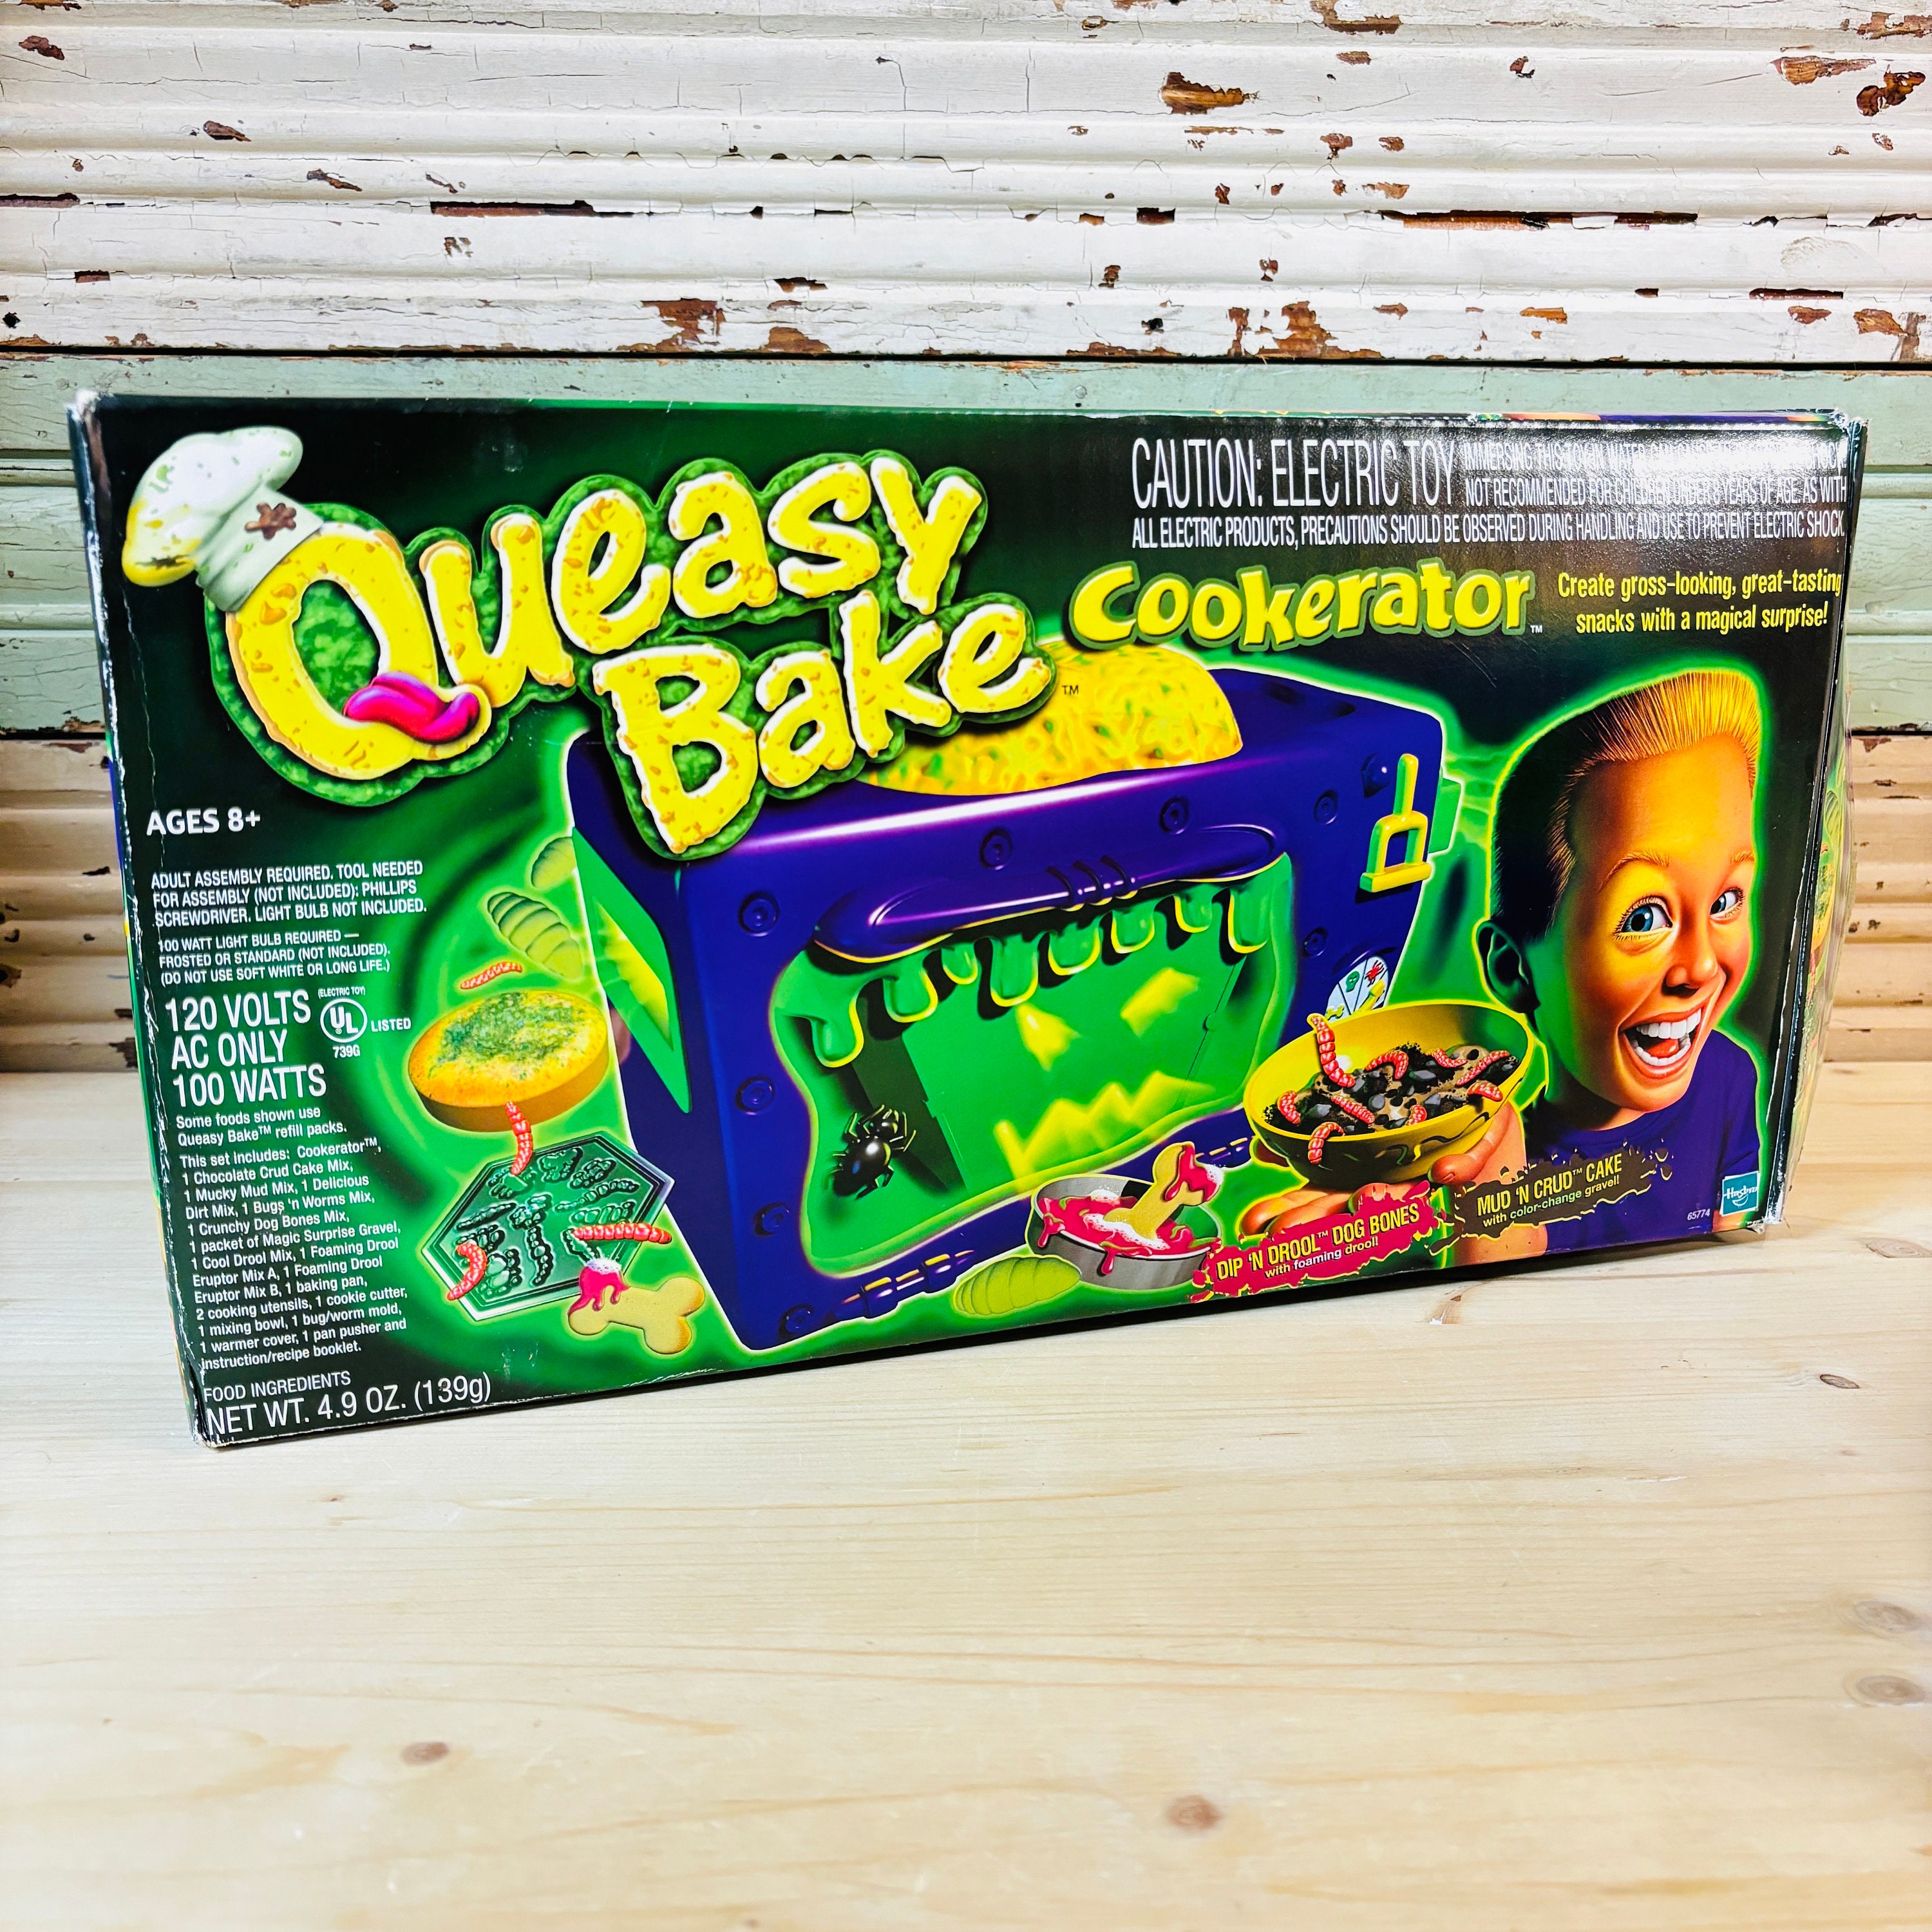 Queasy
Bake™
CAUTION: ELECTRIC TOY
NOT RECOMMENDED FOR CHILDREN UNDER 8 YEARS OF AGE. AS WITH
ALL ELECTRIC PRODUCTS, PRECAUTIONS SHOULD BE OBSERVED DURING HANDLING AND USE TO PREVENT ELECTRIC SHOCK.
Cookerator™
Create gross-looking, great-tasting
snacks with a magical surprise!
AGES 8+
ADULT ASSEMBLY REQUIRED. TOOL NEEDED
FOR ASSEMBLY (NOT INCLUDED): PHILLIPS
SCREWDRIVER. LIGHT BULB NOT INCLUDED.
100 WATT LIGHT BULB REQUIRED —
FROSTED OR STANDARD (NOT INCLUDED).
(DO NOT USE SOFT WHITE OR LONG LIFE.)
120 VOLTS
AC ONLY
100 WATTS
(ELECTRIC TOY)
UL LISTED
739G
Some foods shown use
Queasy Bake™ refill packs.
This set includes: Cookerator™,
1 Chocolate Crud Cake Mix,
1 Mucky Mud Mix, 1 Delicious
Dirt Mix, 1 Bugs 'n Worms Mix,
1 Crunchy Dog Bones Mix,
1 packet of Magic Surprise Gravel,
1 Cool Drool Mix, 1 Foaming Drool
Eruptor Mix A, 1 Foaming Drool
Eruptor Mix B, 1 baking pan,
2 cooking utensils, 1 cookie cutter,
1 mixing bowl, 1 bug/worm mold,
1 warmer cover, 1 pan pusher and
instruction/recipe booklet.
FOOD INGREDIENTS
NET WT. 4.9 OZ. (139g)
DIP 'N DROOL™ DOG BONES
with foaming drool!
MUD 'N CRUD™ CAKE
with color-change gravel!
65774
Hasbro